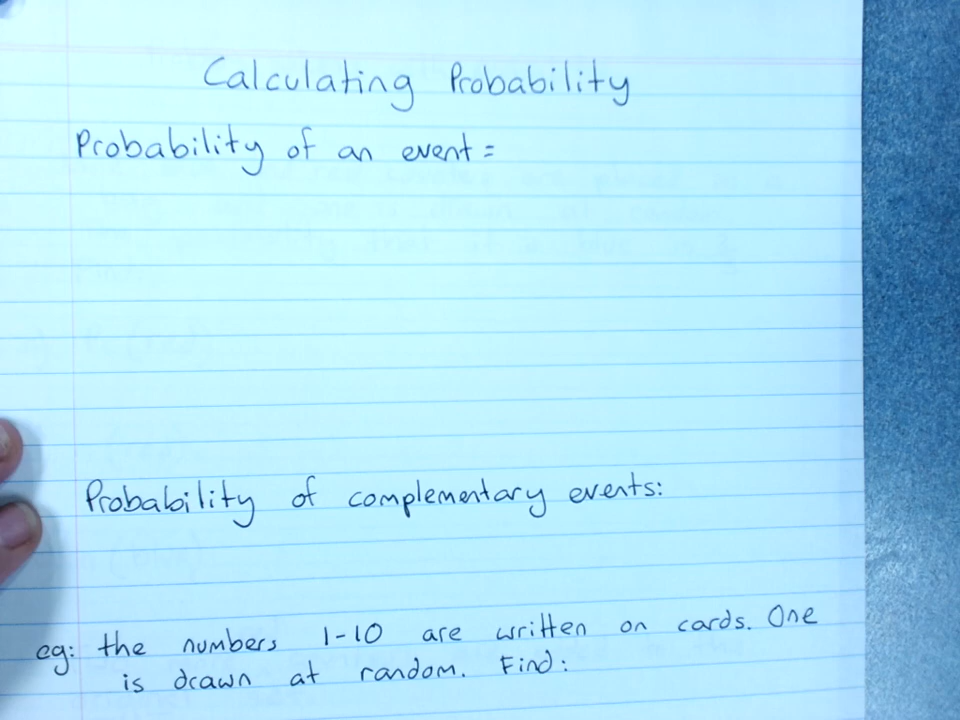 Calculating Probability
Probability of an event =
Probability of complementary events:
eg: the numbers 1-10 are written on cards. One
is drawn at random. Find: